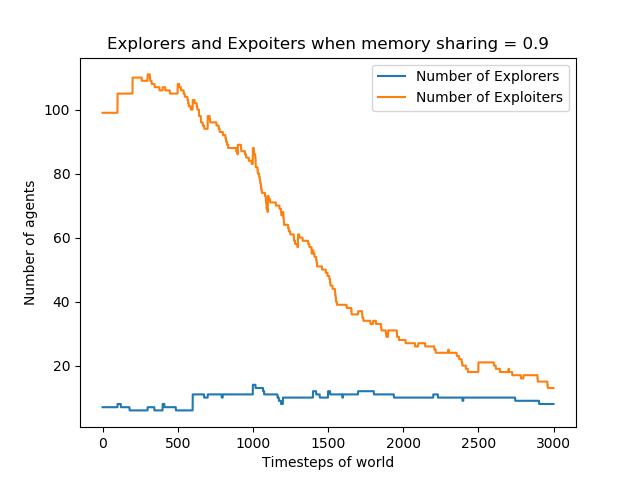 Explorers and Expoiters when memory sharing = 0.9
Number of Explorers
Number of Exploiters
Number of agents
100
80
60
40
20
0 500 1000 1500 2000 2500 3000
Timesteps of world